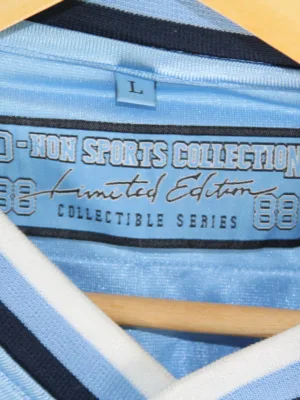 L
- NON SPORTS COLLECTION
88 Limited Edition 88
COLLECTIBLE SERIES